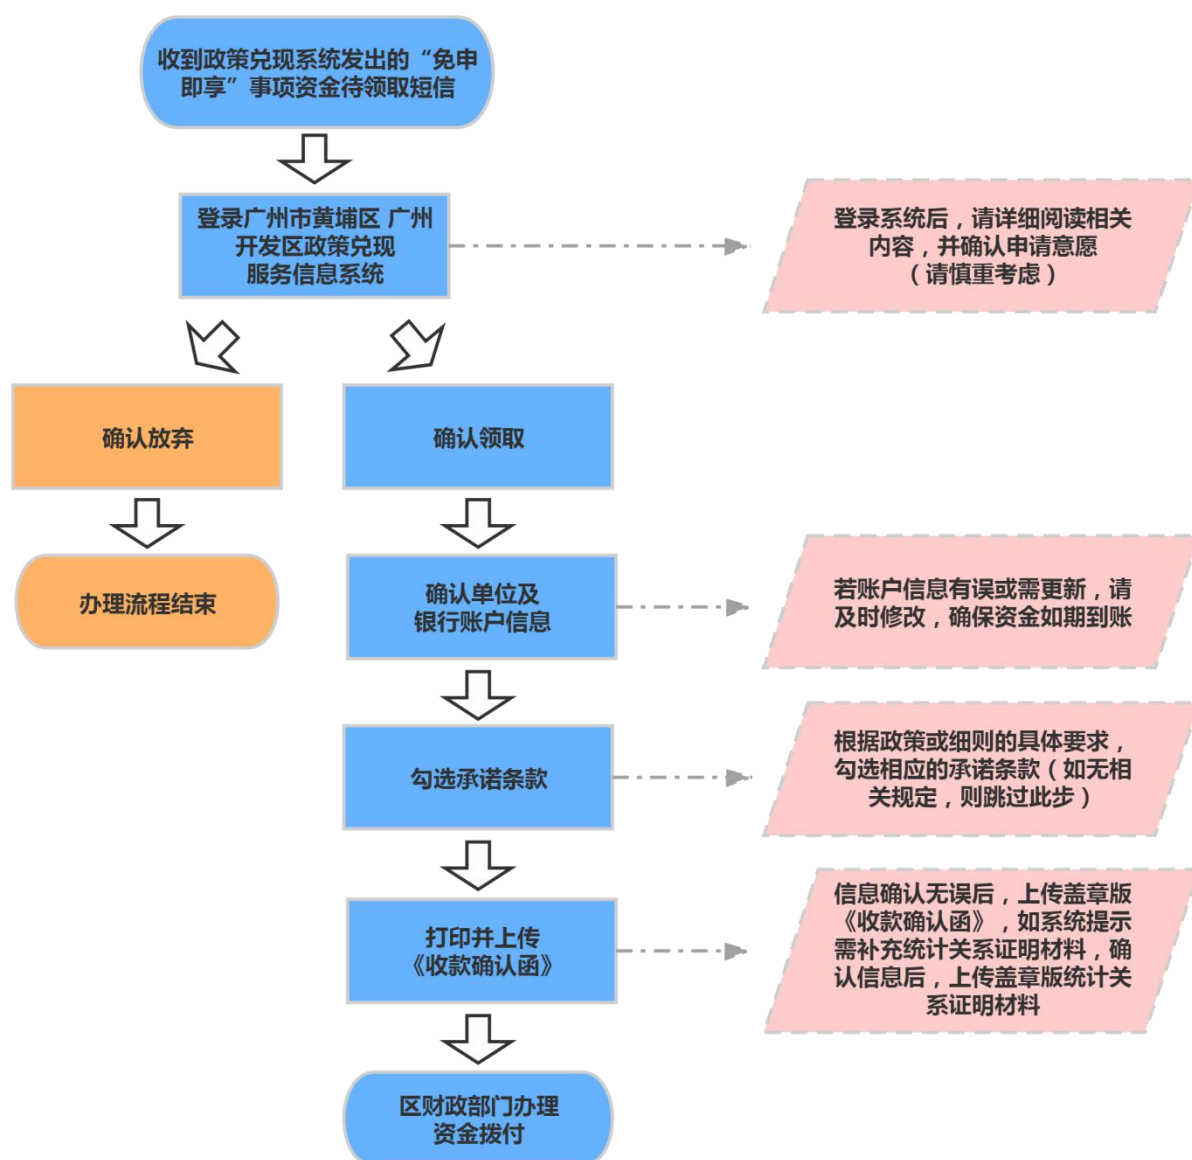 收到政策兑现系统发出的“免申
即享”事项资金待领取短信
登录广州市黄埔区 广州
开发区政策兑现
服务信息系统
登录系统后，请详细阅读相关
内容，并确认申请意愿
（请慎重考虑）
确认放弃
确认领取
办理流程结束
确认单位及
银行账户信息
若账户信息有误或需更新，请
及时修改，确保资金如期到账
勾选承诺条款
根据政策或细则的具体要求，
勾选相应的承诺条款（如无相
关规定，则跳过此步）
打印并上传
《收款确认函》
信息确认无误后，上传盖章版
《收款确认函》，如系统提示
需补充统计关系证明材料，确
认信息后，上传盖章版统计关
系证明材料
区财政部门办理
资金拨付